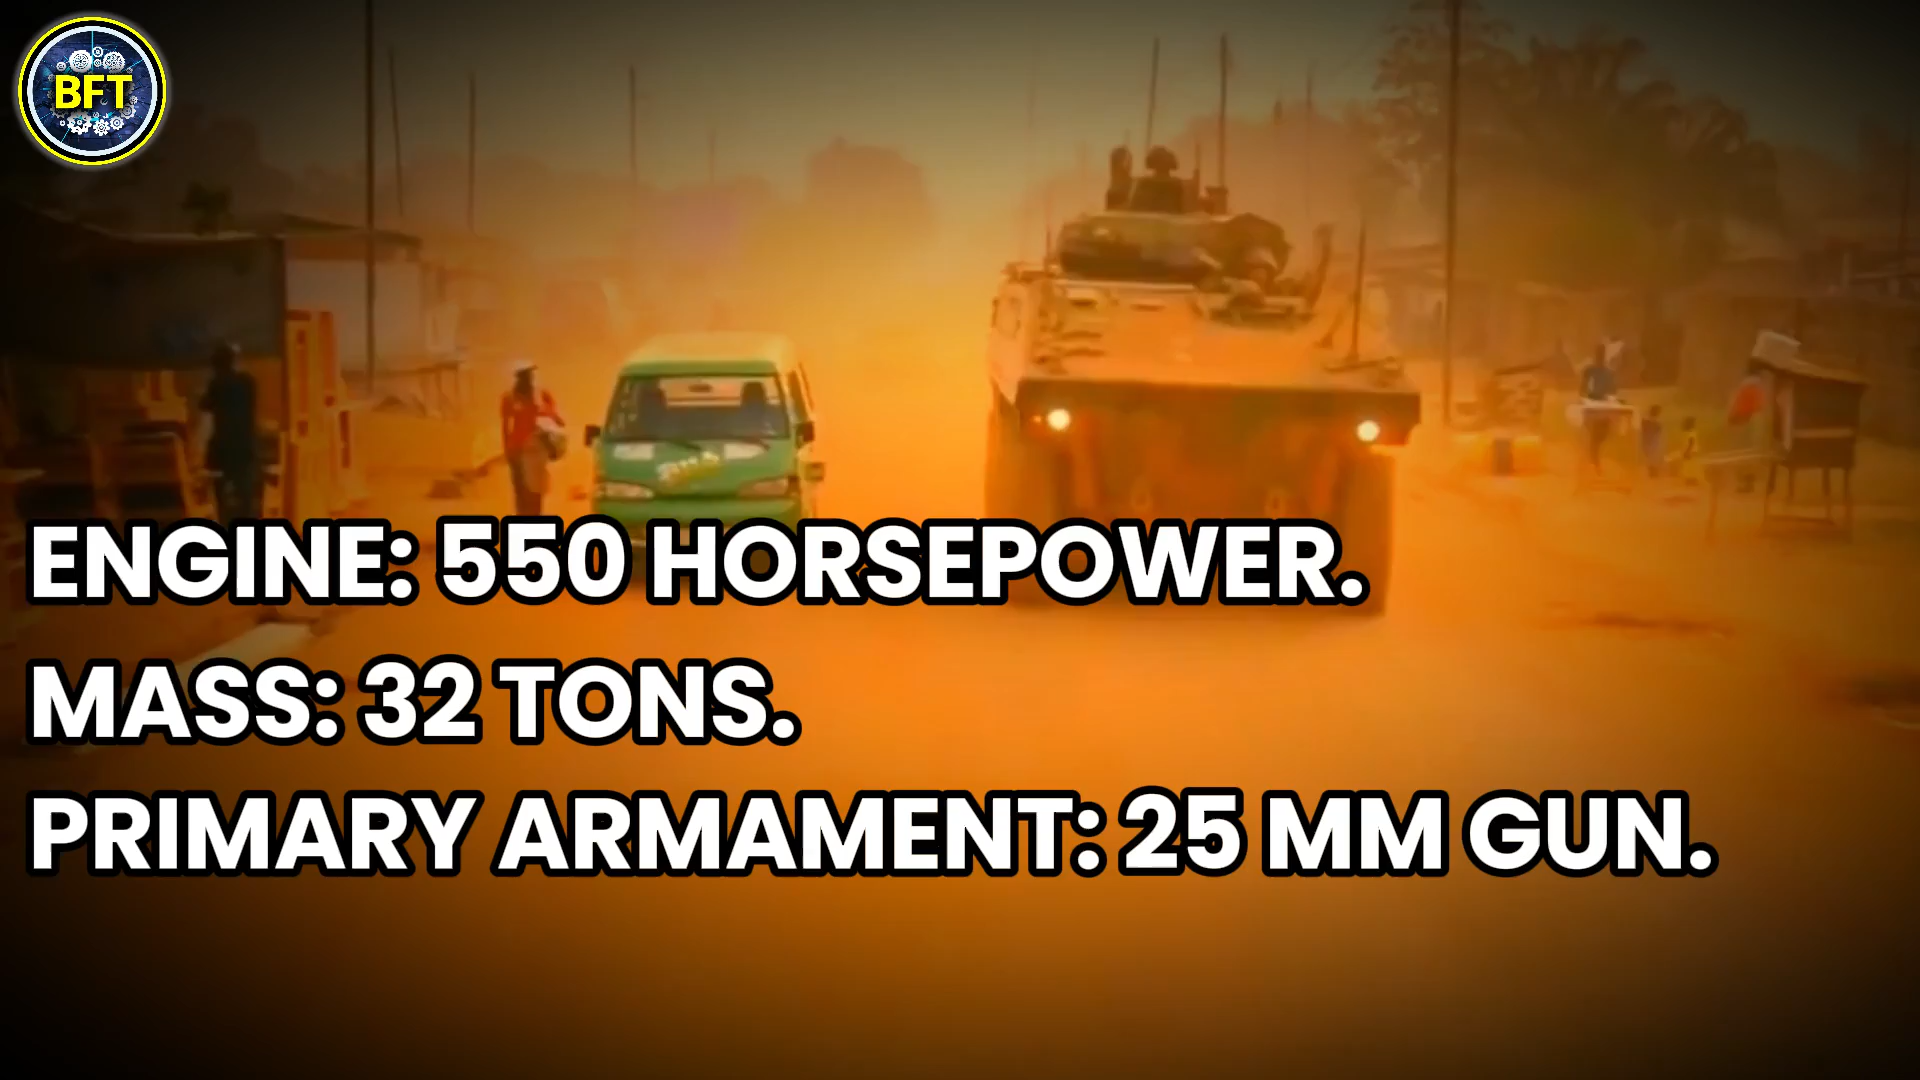 BFT
ENGINE: 550 HORSEPOWER.
MASS: 32 TONS.
PRIMARY ARMAMENT: 25 MM GUN.